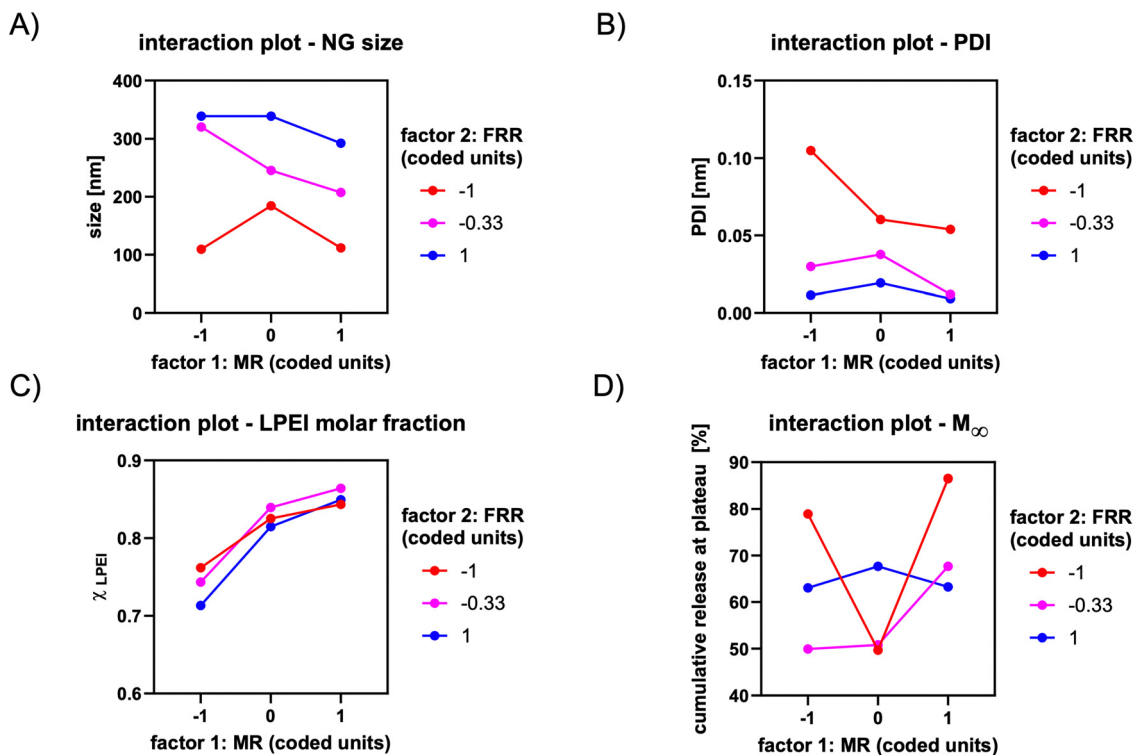 A)
interaction plot - NG size
size [nm]
400
300
200
100
0
-1
0
1
factor 1: MR (coded units)
factor 2: FRR
(coded units)
-1
-0.33
1
B)
interaction plot - PDI
PDI [nm]
0.15
0.10
0.05
0.00
-1
0
1
factor 1: MR (coded units)
factor 2: FRR
(coded units)
-1
-0.33
1
C)
interaction plot - LPEI molar fraction
χ LPEI
0.9
0.8
0.7
0.6
-1
0
1
factor 1: MR (coded units)
factor 2: FRR
(coded units)
-1
-0.33
1
D)
interaction plot - M∞
cumulative release at plateau [%]
90
80
70
60
50
40
-1
0
1
factor 1: MR (coded units)
factor 2: FRR
(coded units)
-1
-0.33
1